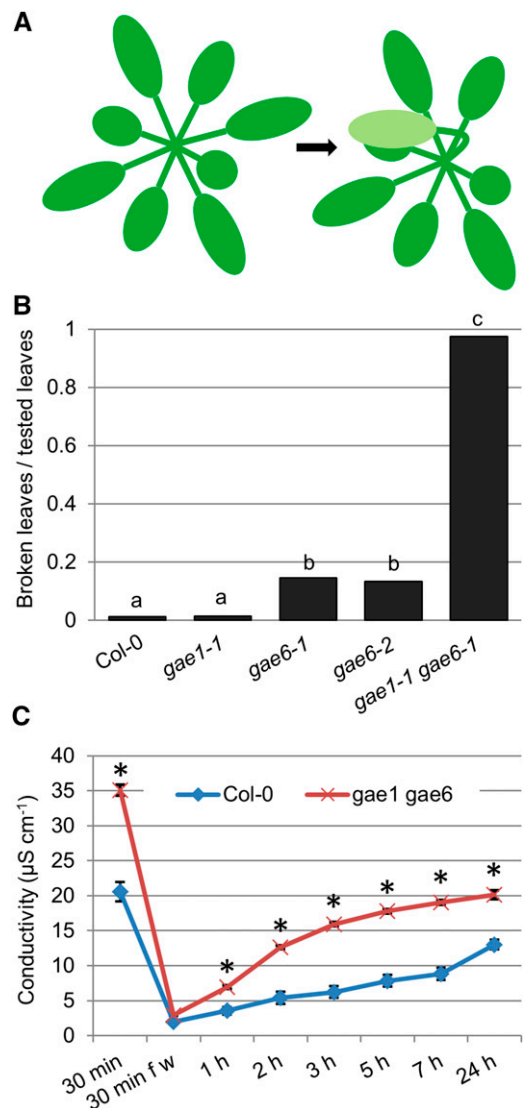 A
B
Broken leaves / tested leaves
1
0.8
0.6
0.4
0.2
0
a
a
b
b
c
Col-0
gae1-1
gae6-1
gae6-2
gae1-1 gae6-1
C
Conductivity (µS cm⁻¹)
40
35
30
25
20
15
10
5
0
Col-0
gae1 gae6
*
*
*
*
*
*
*
30 min
30 min f w
1 h
2 h
3 h
5 h
7 h
24 h